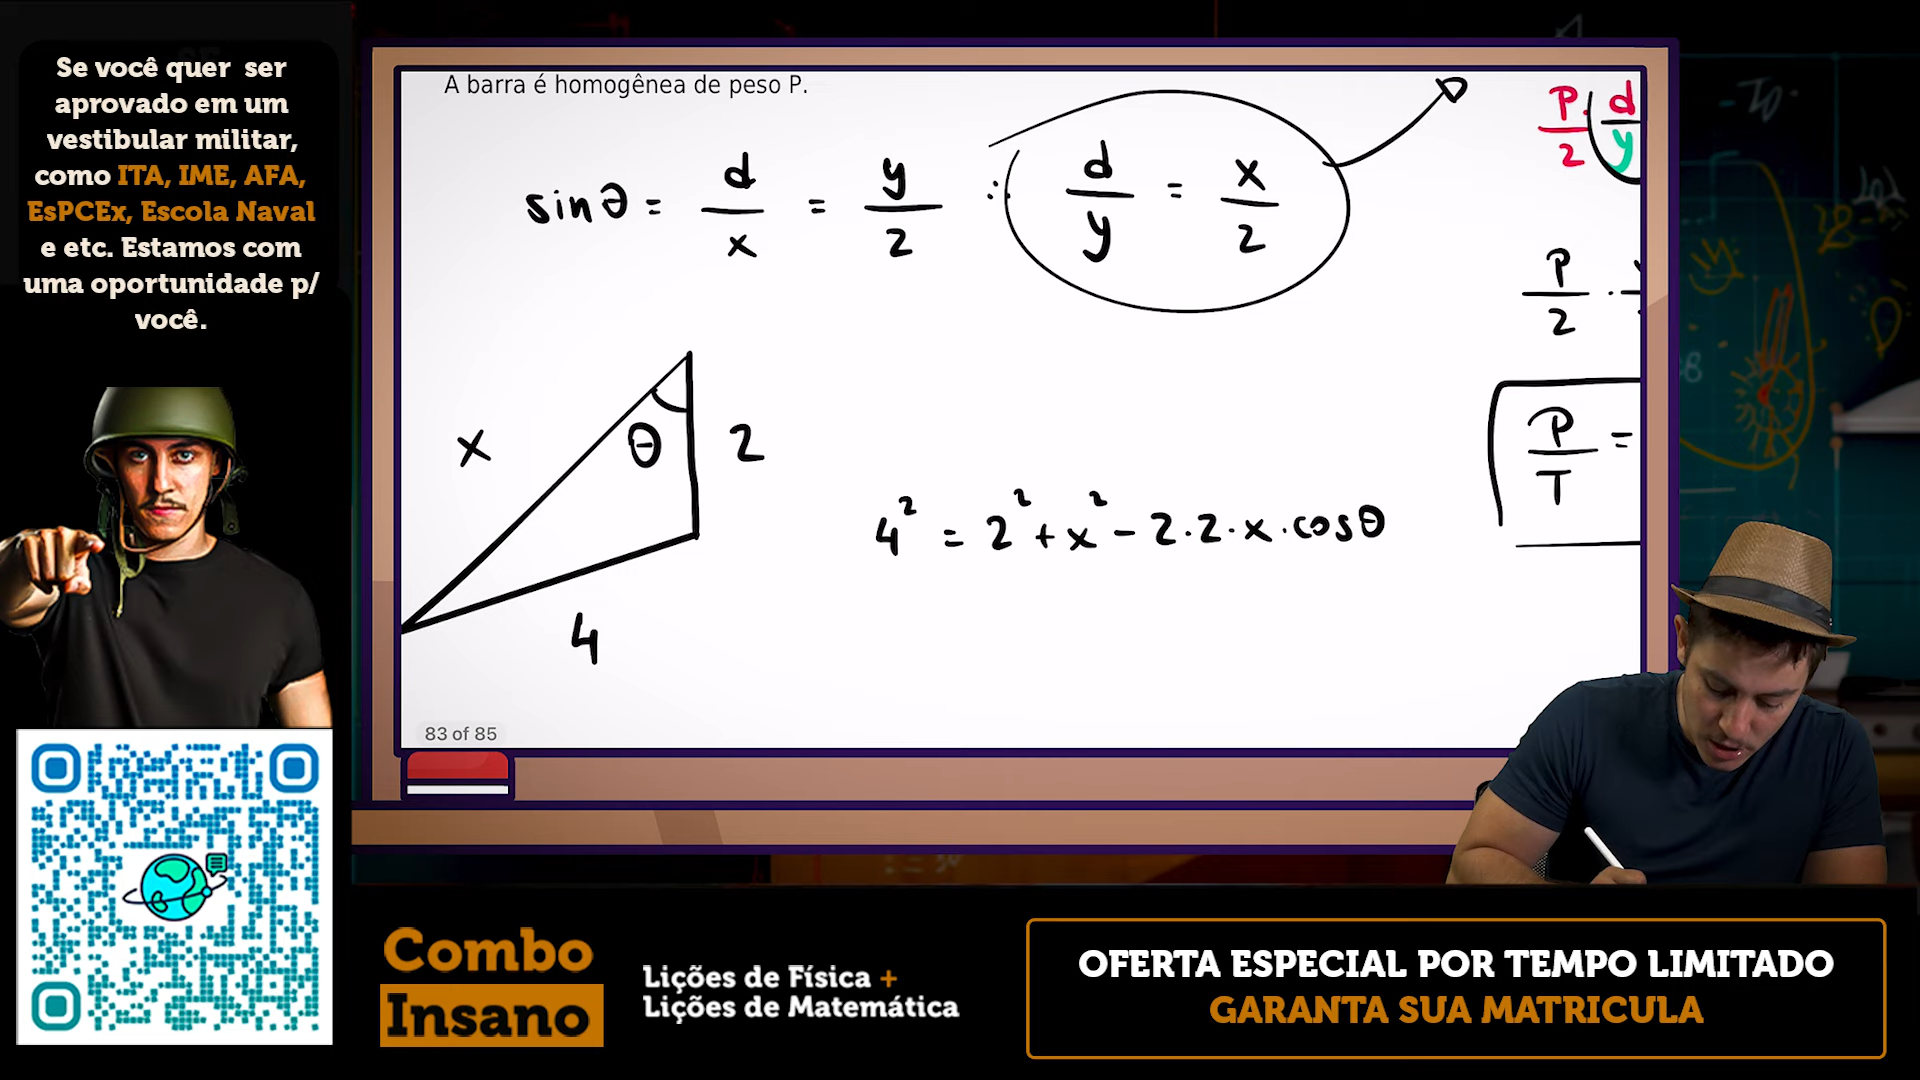 Se você quer ser
aprovado em um
vestibular militar,
como ITA, IME, AFA,
EsPCEx, Escola Naval
e etc. Estamos com
uma oportunidade p/
você.
A barra é homogênea de peso P.
sinθ = d/x = y/2 ∴ d/y = x/2
P/2 · d/y
P/2 ·
P/T =
x
θ
2
4
4² = 2² + x² - 2·2·x·cosθ
83 of 85
Combo
Insano
Lições de Física +
Lições de Matemática
OFERTA ESPECIAL POR TEMPO LIMITADO
GARANTA SUA MATRICULA